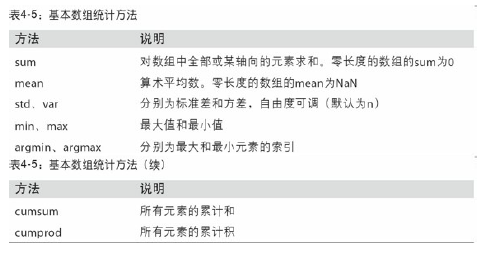 表4-5：基本数组统计方法
方法 说明
sum 对数组中全部或某轴向的元素求和。零长度的数组的sum为0
mean 算术平均数。零长度的数组的mean为NaN
std、var 分别为标准差和方差，自由度可调（默认为n）
min、max 最大值和最小值
argmin、argmax 分别为最大和最小元素的索引
表4-5：基本数组统计方法（续）
方法 说明
cumsum 所有元素的累计和
cumprod 所有元素的累计积